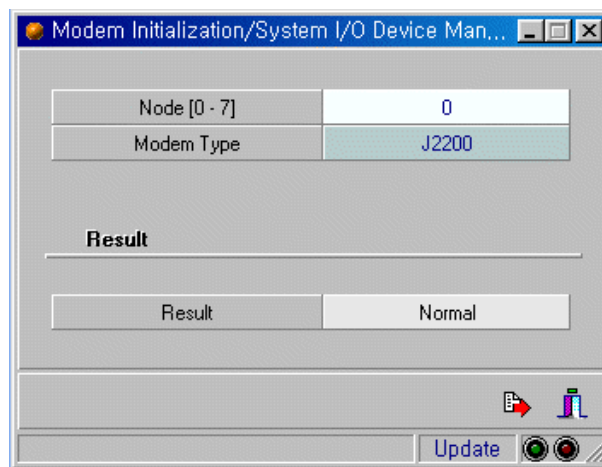 Modem Initialization/System I/O Device Man...
Node [0 - 7] 0
Modem Type J2200
Result
Result Normal
Update